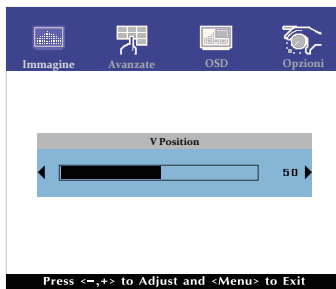 Immagine Avanzate OSD Opzioni
V Position
50
Press <-,+> to Adjust and <Menu> to Exit